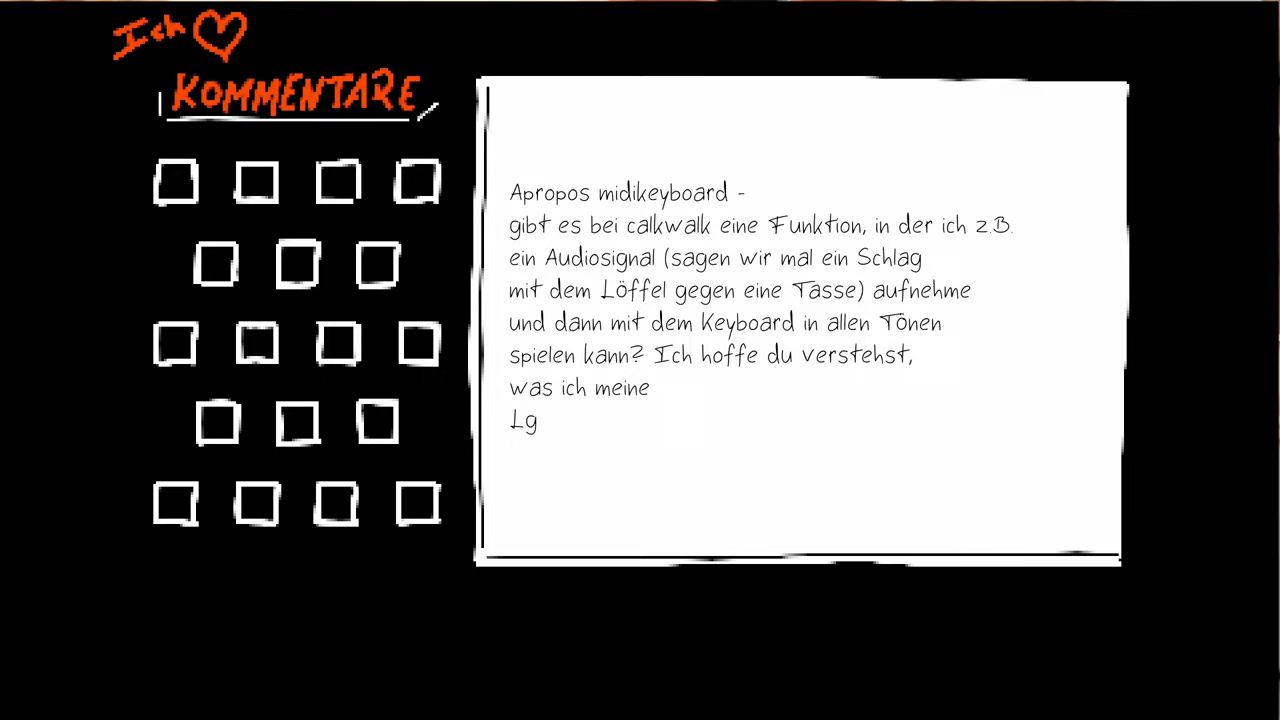 Ich
KOMMENTARE
Apropos midikeyboard -
gibt es bei calkwalk eine Funktion, in der ich z.B.
ein Audiosignal (sagen wir mal ein Schlag
mit dem Löffel gegen eine Tasse) aufnehme
und dann mit dem Keyboard in allen Tönen
spielen kann? Ich hoffe du verstehst,
was ich meine
Lg